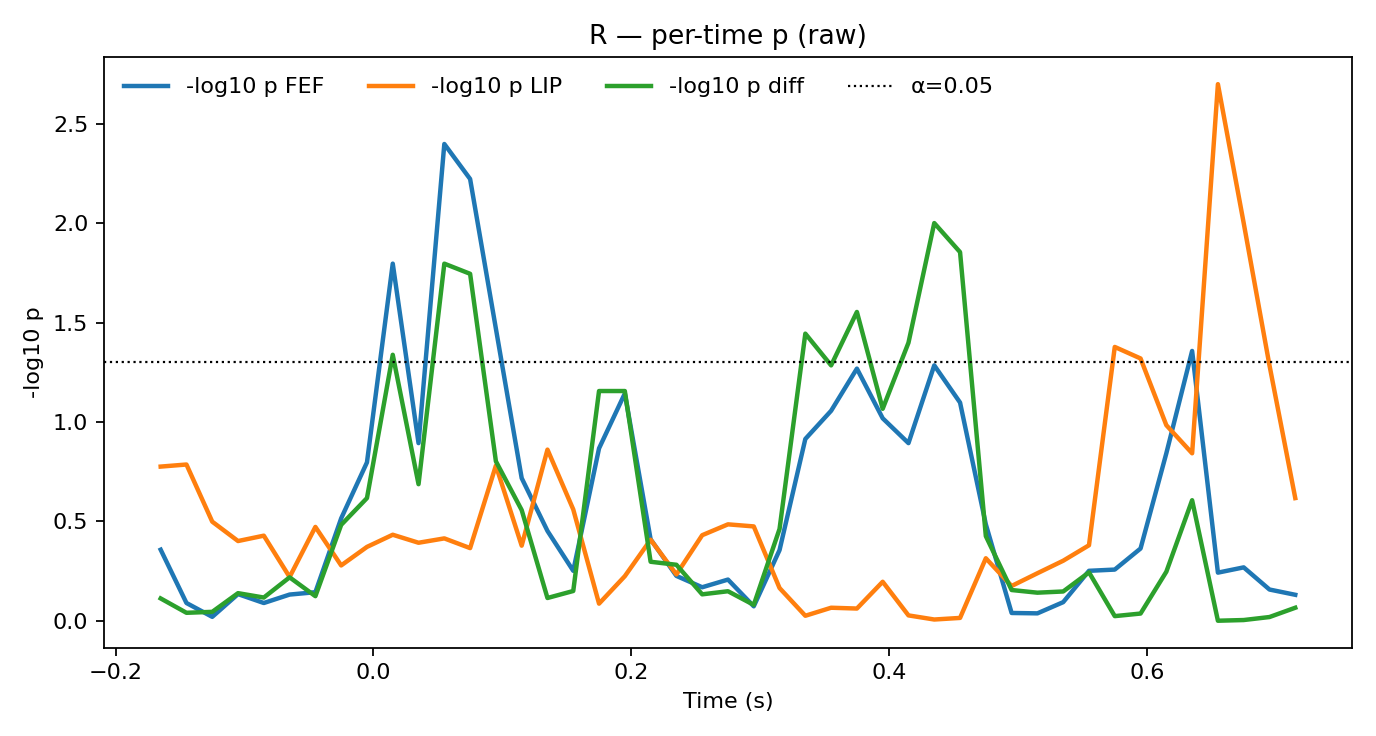 R — per-time p (raw)
-log10 p FEF -log10 p LIP -log10 p diff α=0.05
2.5
2.0
1.5
1.0
0.5
0.0
-log10 p
−0.2 0.0 0.2 0.4 0.6
Time (s)